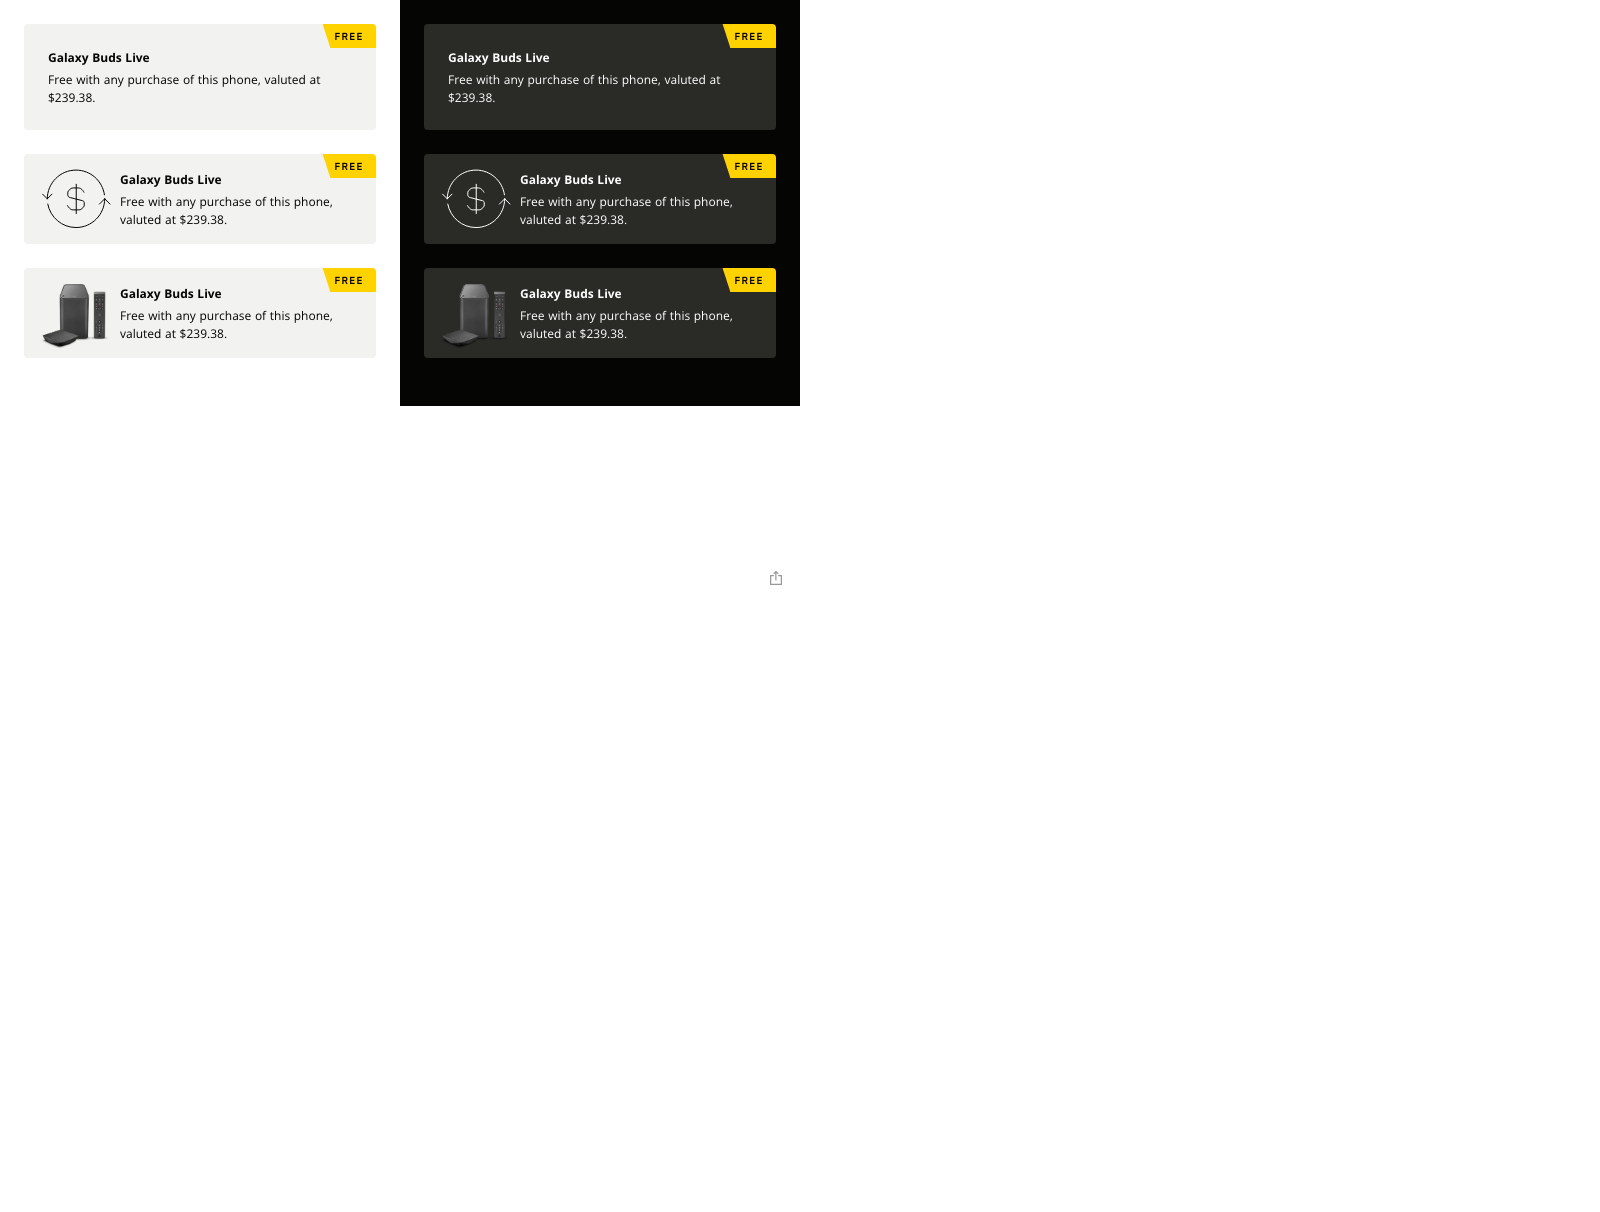 FREE
Galaxy Buds Live
Free with any purchase of this phone, valuted at
$239.38.
FREE
Galaxy Buds Live
Free with any purchase of this phone,
valuted at $239.38.
FREE
Galaxy Buds Live
Free with any purchase of this phone,
valuted at $239.38.
FREE
Galaxy Buds Live
Free with any purchase of this phone, valuted at
$239.38.
FREE
Galaxy Buds Live
Free with any purchase of this phone,
valuted at $239.38.
FREE
Galaxy Buds Live
Free with any purchase of this phone,
valuted at $239.38.